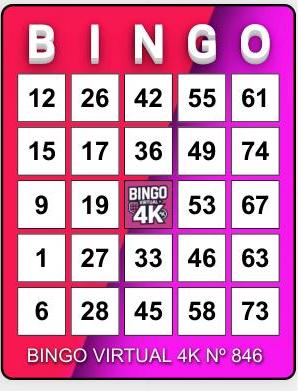 B I N G O
12 26 42 55 61
15 17 36 49 74
9 19 BINGO VIRTUAL 4K 53 67
1 27 33 46 63
6 28 45 58 73
BINGO VIRTUAL 4K Nº 846